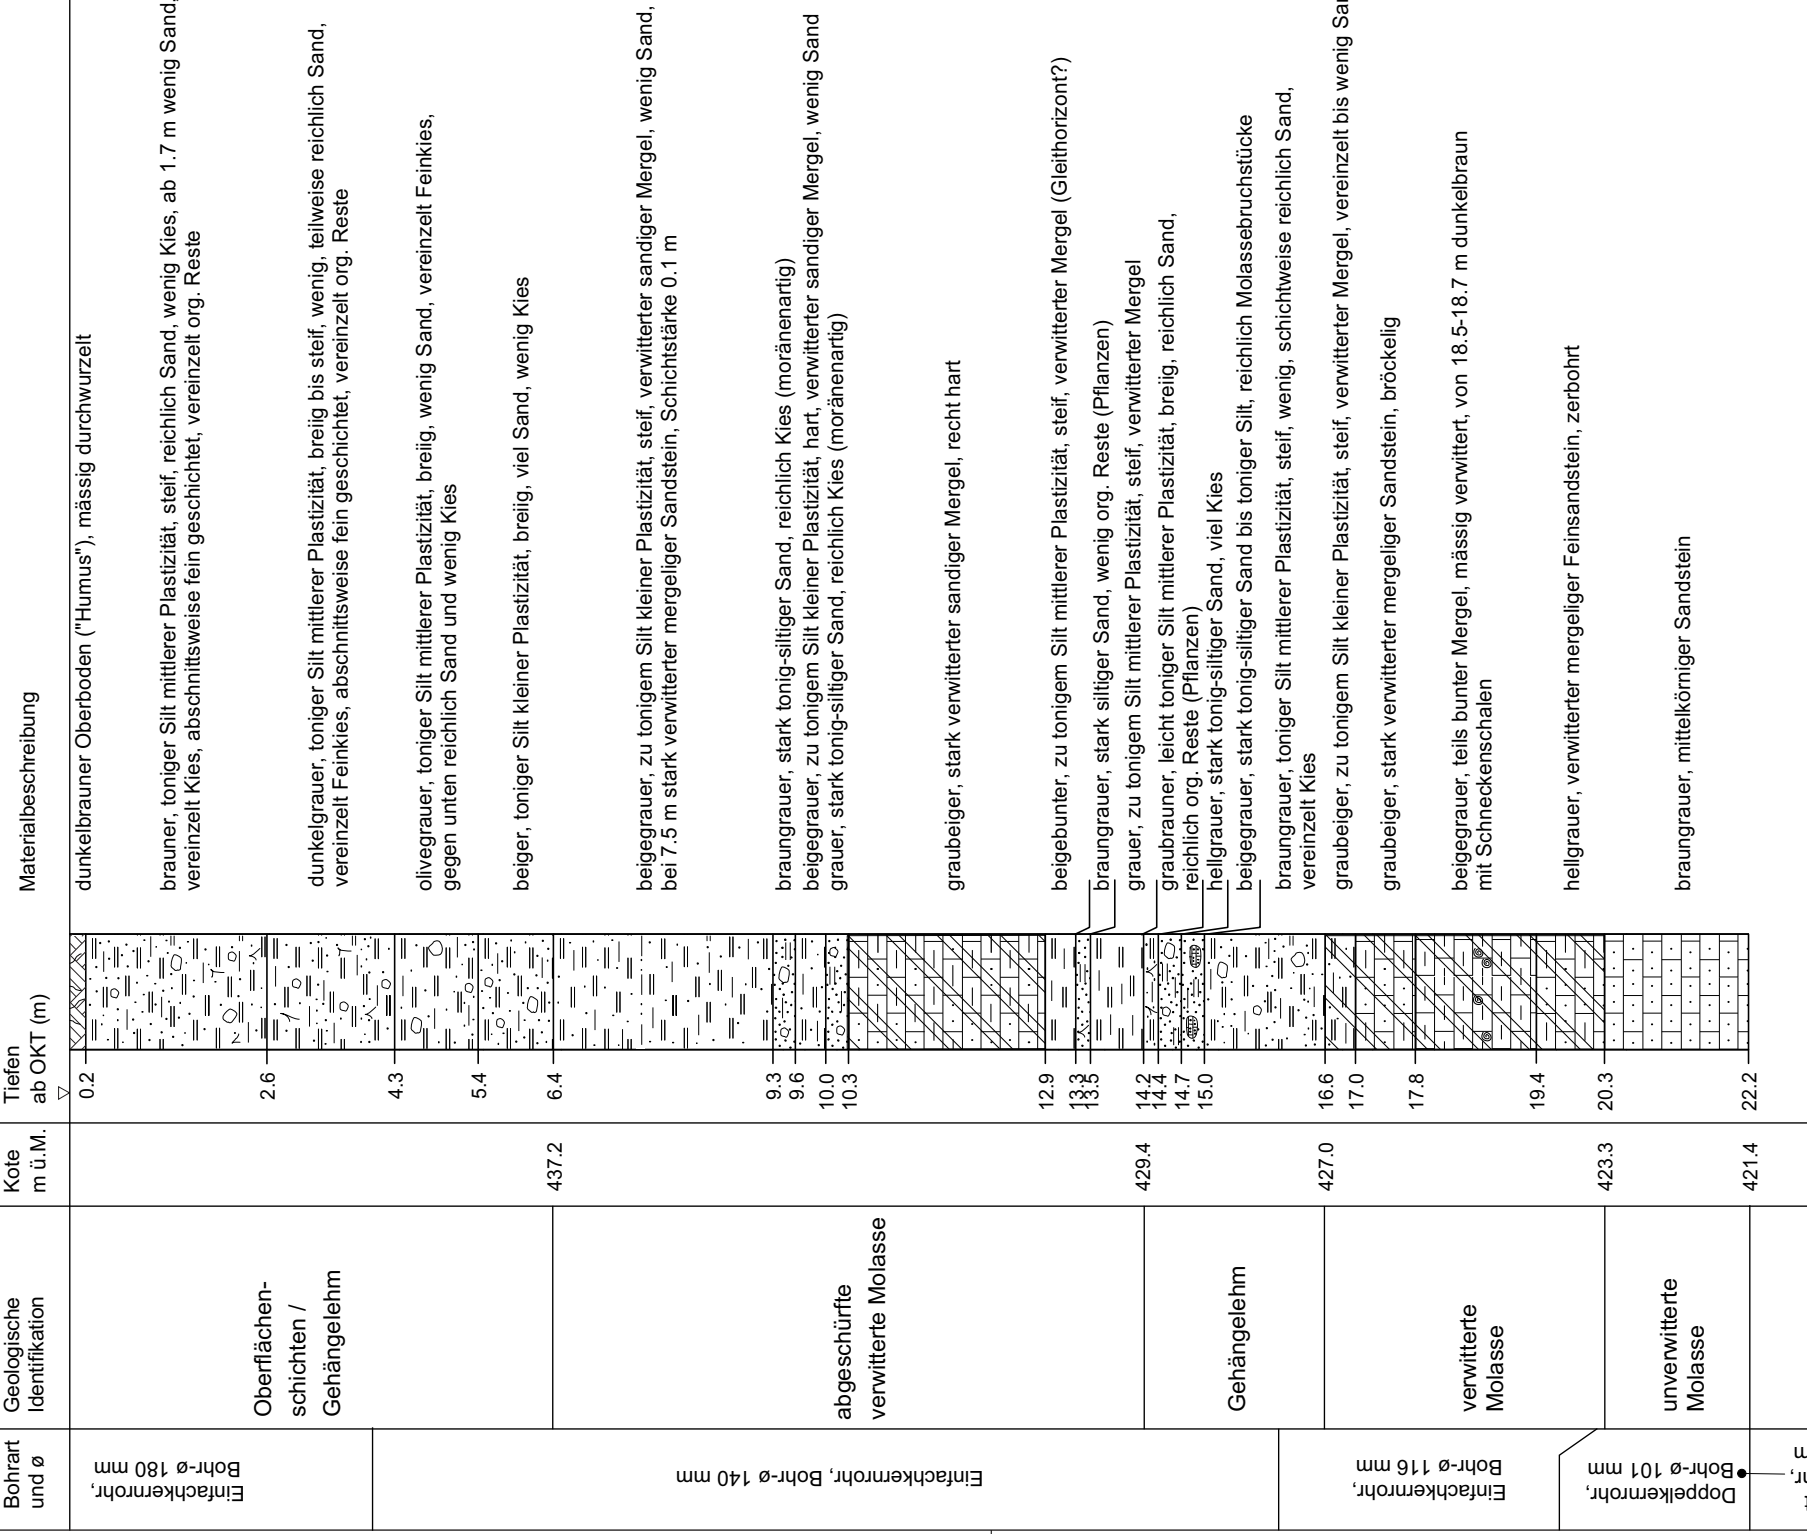 Bohrart
und ø
Geologische
Identifikation
Kote
m ü.M.
Tiefen
ab OKT (m)
Materialbeschreibung
Einfachkernrohr,
Bohr-ø 180 mm
Einfachkernrohr, Bohr-ø 140 mm
Einfachkernrohr,
Bohr-ø 116 mm
Doppelkernrohr,
Bohr-ø 101 mm
Oberflächen-
schichten /
Gehängelehm
abgeschürfte
verwitterte Molasse
Gehängelehm
verwitterte
Molasse
unverwitterte
Molasse
437.2
429.4
427.0
423.3
421.4
0.2
2.6
4.3
5.4
6.4
9.3
9.6
10.0
10.3
12.9
13.3
13.5
14.2
14.4
14.7
15.0
16.6
17.0
17.8
19.4
20.3
22.2
dunkelbrauner Oberboden ("Humus"), mässig durchwurzelt
brauner, toniger Silt mittlerer Plastizität, steif, reichlich Sand, wenig Kies, ab 1.7 m wenig Sand,
vereinzelt Kies, abschnittsweise fein geschichtet, vereinzelt org. Reste
dunkelgrauer, toniger Silt mittlerer Plastizität, breiig bis steif, wenig, teilweise reichlich Sand,
vereinzelt Feinkies, abschnittsweise fein geschichtet, vereinzelt org. Reste
olivegrauer, toniger Silt mittlerer Plastizität, breiig, wenig Sand, vereinzelt Feinkies,
gegen unten reichlich Sand und wenig Kies
beiger, toniger Silt kleiner Plastizität, breiig, viel Sand, wenig Kies
beigegrauer, zu tonigem Silt kleiner Plastizität, steif, verwitterter sandiger Mergel, wenig Sand,
bei 7.5 m stark verwitterter mergeliger Sandstein, Schichtstärke 0.1 m
braungrauer, stark tonig-siltiger Sand, reichlich Kies (moränenartig)
beigegrauer, zu tonigem Silt kleiner Plastizität, hart, verwitterter sandiger Mergel, wenig Sand
grauer, stark tonig-siltiger Sand, reichlich Kies (moränenartig)
graubeiger, stark verwitterter sandiger Mergel, recht hart
beigebunter, zu tonigem Silt mittlerer Plastizität, steif, verwitterter Mergel (Gleithorizont?)
braungrauer, stark siltiger Sand, wenig org. Reste (Pflanzen)
grauer, zu tonigem Silt mittlerer Plastizität, steif, verwitterter Mergel
graubrauner, leicht toniger Silt mittlerer Plastizität, breiig, reichlich Sand,
reichlich org. Reste (Pflanzen)
hellgrauer, stark tonig-siltiger Sand, viel Kies
beigegrauer, stark tonig-siltiger Sand bis toniger Silt, reichlich Molassebruchstücke
braungrauer, toniger Silt mittlerer Plastizität, steif, wenig, schichtweise reichlich Sand,
vereinzelt Kies
graubeiger, zu tonigem Silt kleiner Plastizität, steif, verwitterter Mergel, vereinzelt bis wenig
graubeiger, stark verwitterter mergeliger Sandstein, bröckelig
beigegrauer, teils bunter Mergel, mässig verwittert, von 18.5-18.7 m dunkelbraun
mit Schneckenschalen
hellgrauer, verwitterter mergeliger Feinsandstein, zerbohrt
braungrauer, mittelkörniger Sandstein